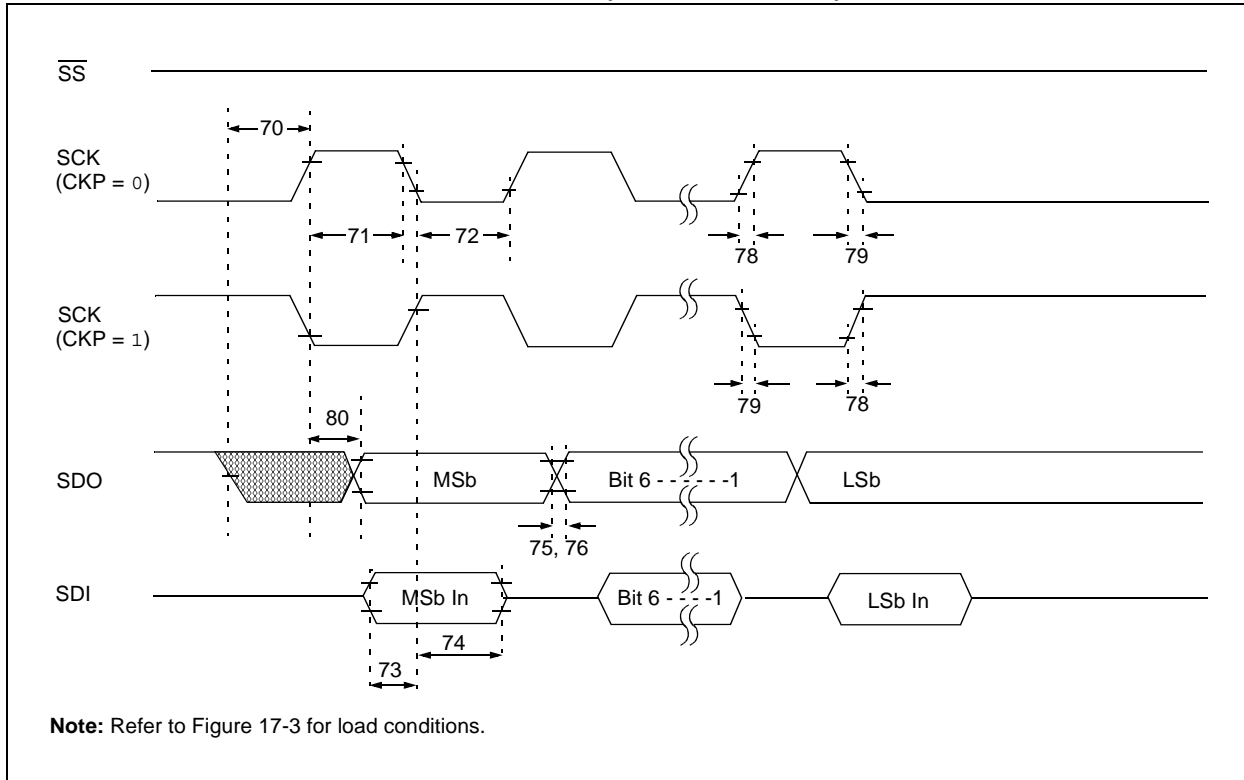 SS
70
SCK
(CKP = 0)
71
72
78
79
SCK
(CKP = 1)
79
78
80
SDO
MSb
Bit 6 - - - - - -1
LSb
75, 76
SDI
MSb In
Bit 6 - - - - -1
LSb In
74
73
Note: Refer to Figure 17-3 for load conditions.